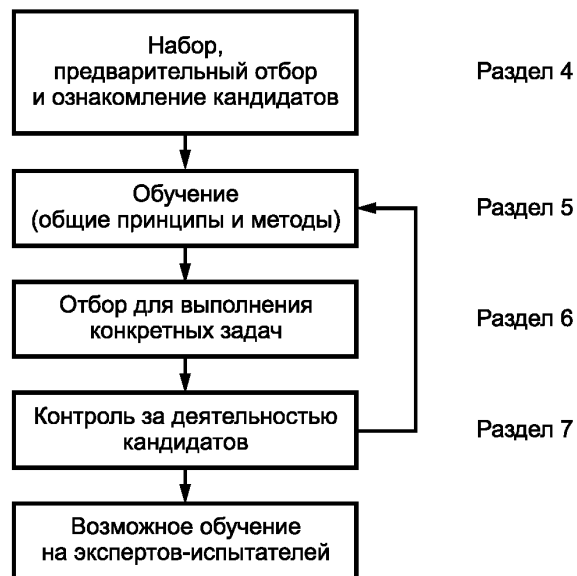 Набор,
предварительный отбор
и ознакомление кандидатов
Раздел 4
Обучение
(общие принципы и методы)
Раздел 5
Отбор для выполнения
конкретных задач
Раздел 6
Контроль за деятельностью
кандидатов
Раздел 7
Возможное обучение
на экспертов-испытателей